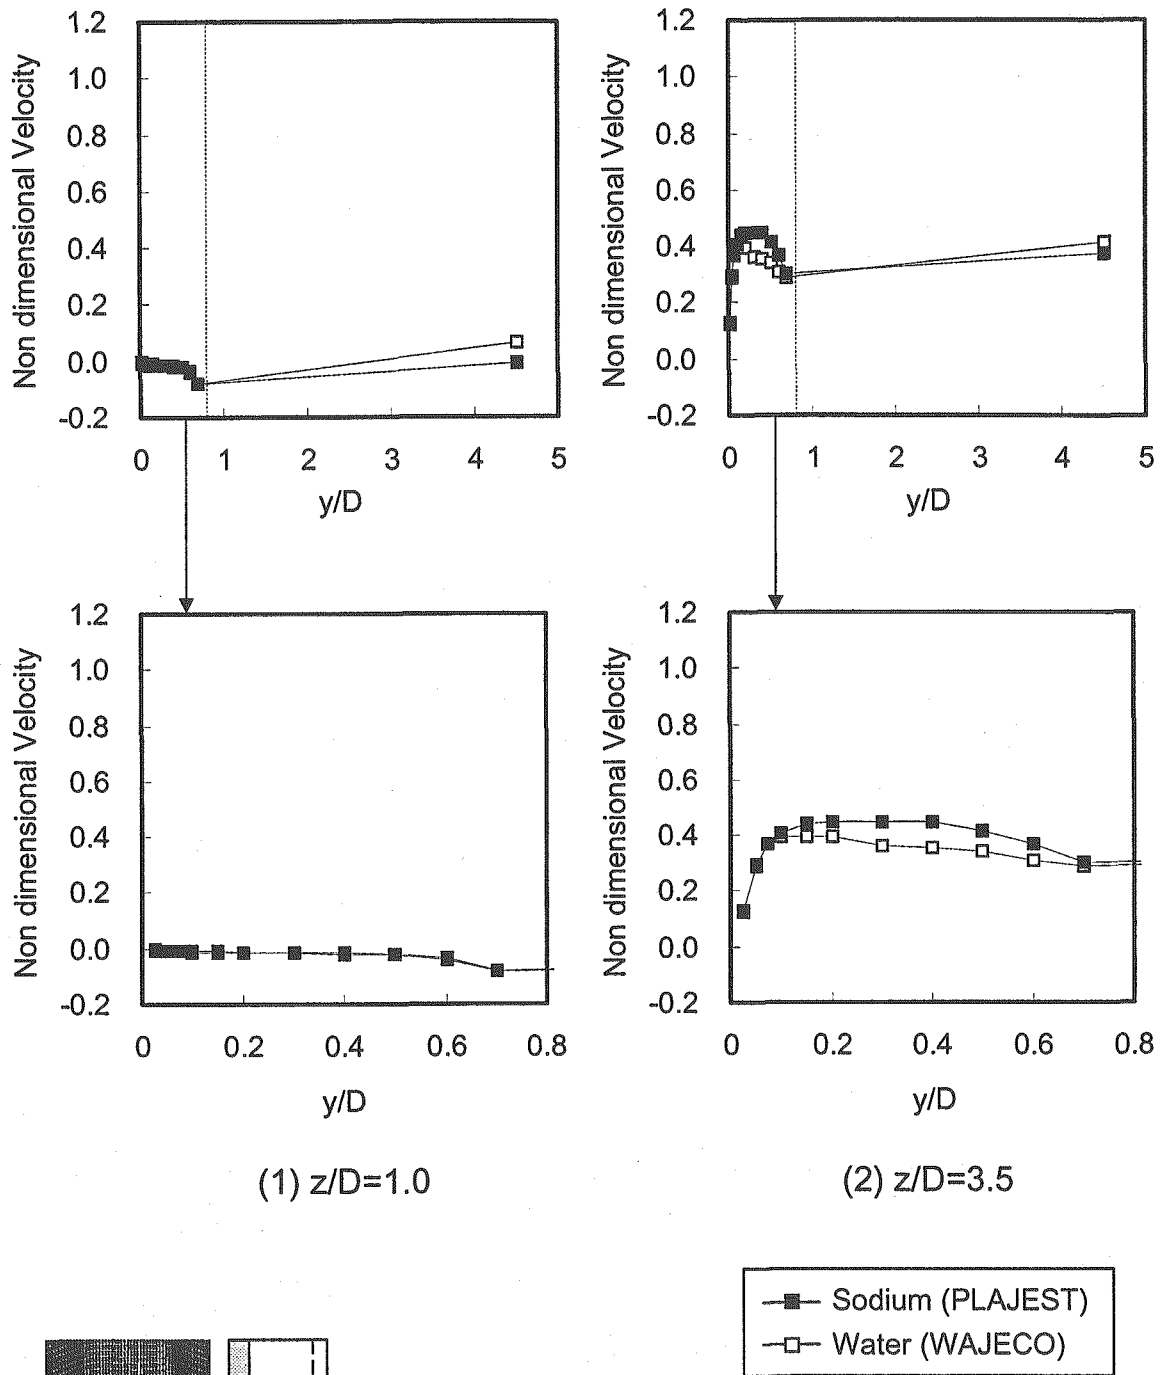 1.2
1.0
0.8
0.6
0.4
0.2
0.0
-0.2
Non dimensional Velocity
0 1 2 3 4 5
y/D
1.2
1.0
0.8
0.6
0.4
0.2
0.0
-0.2
Non dimensional Velocity
0 1 2 3 4 5
y/D
1.2
1.0
0.8
0.6
0.4
0.2
0.0
-0.2
Non dimensional Velocity
0 0.2 0.4 0.6 0.8
y/D
(1) z/D=1.0
1.2
1.0
0.8
0.6
0.4
0.2
0.0
-0.2
Non dimensional Velocity
0 0.2 0.4 0.6 0.8
y/D
(2) z/D=3.5
Sodium (PLAJEST)
Water (WAJECO)